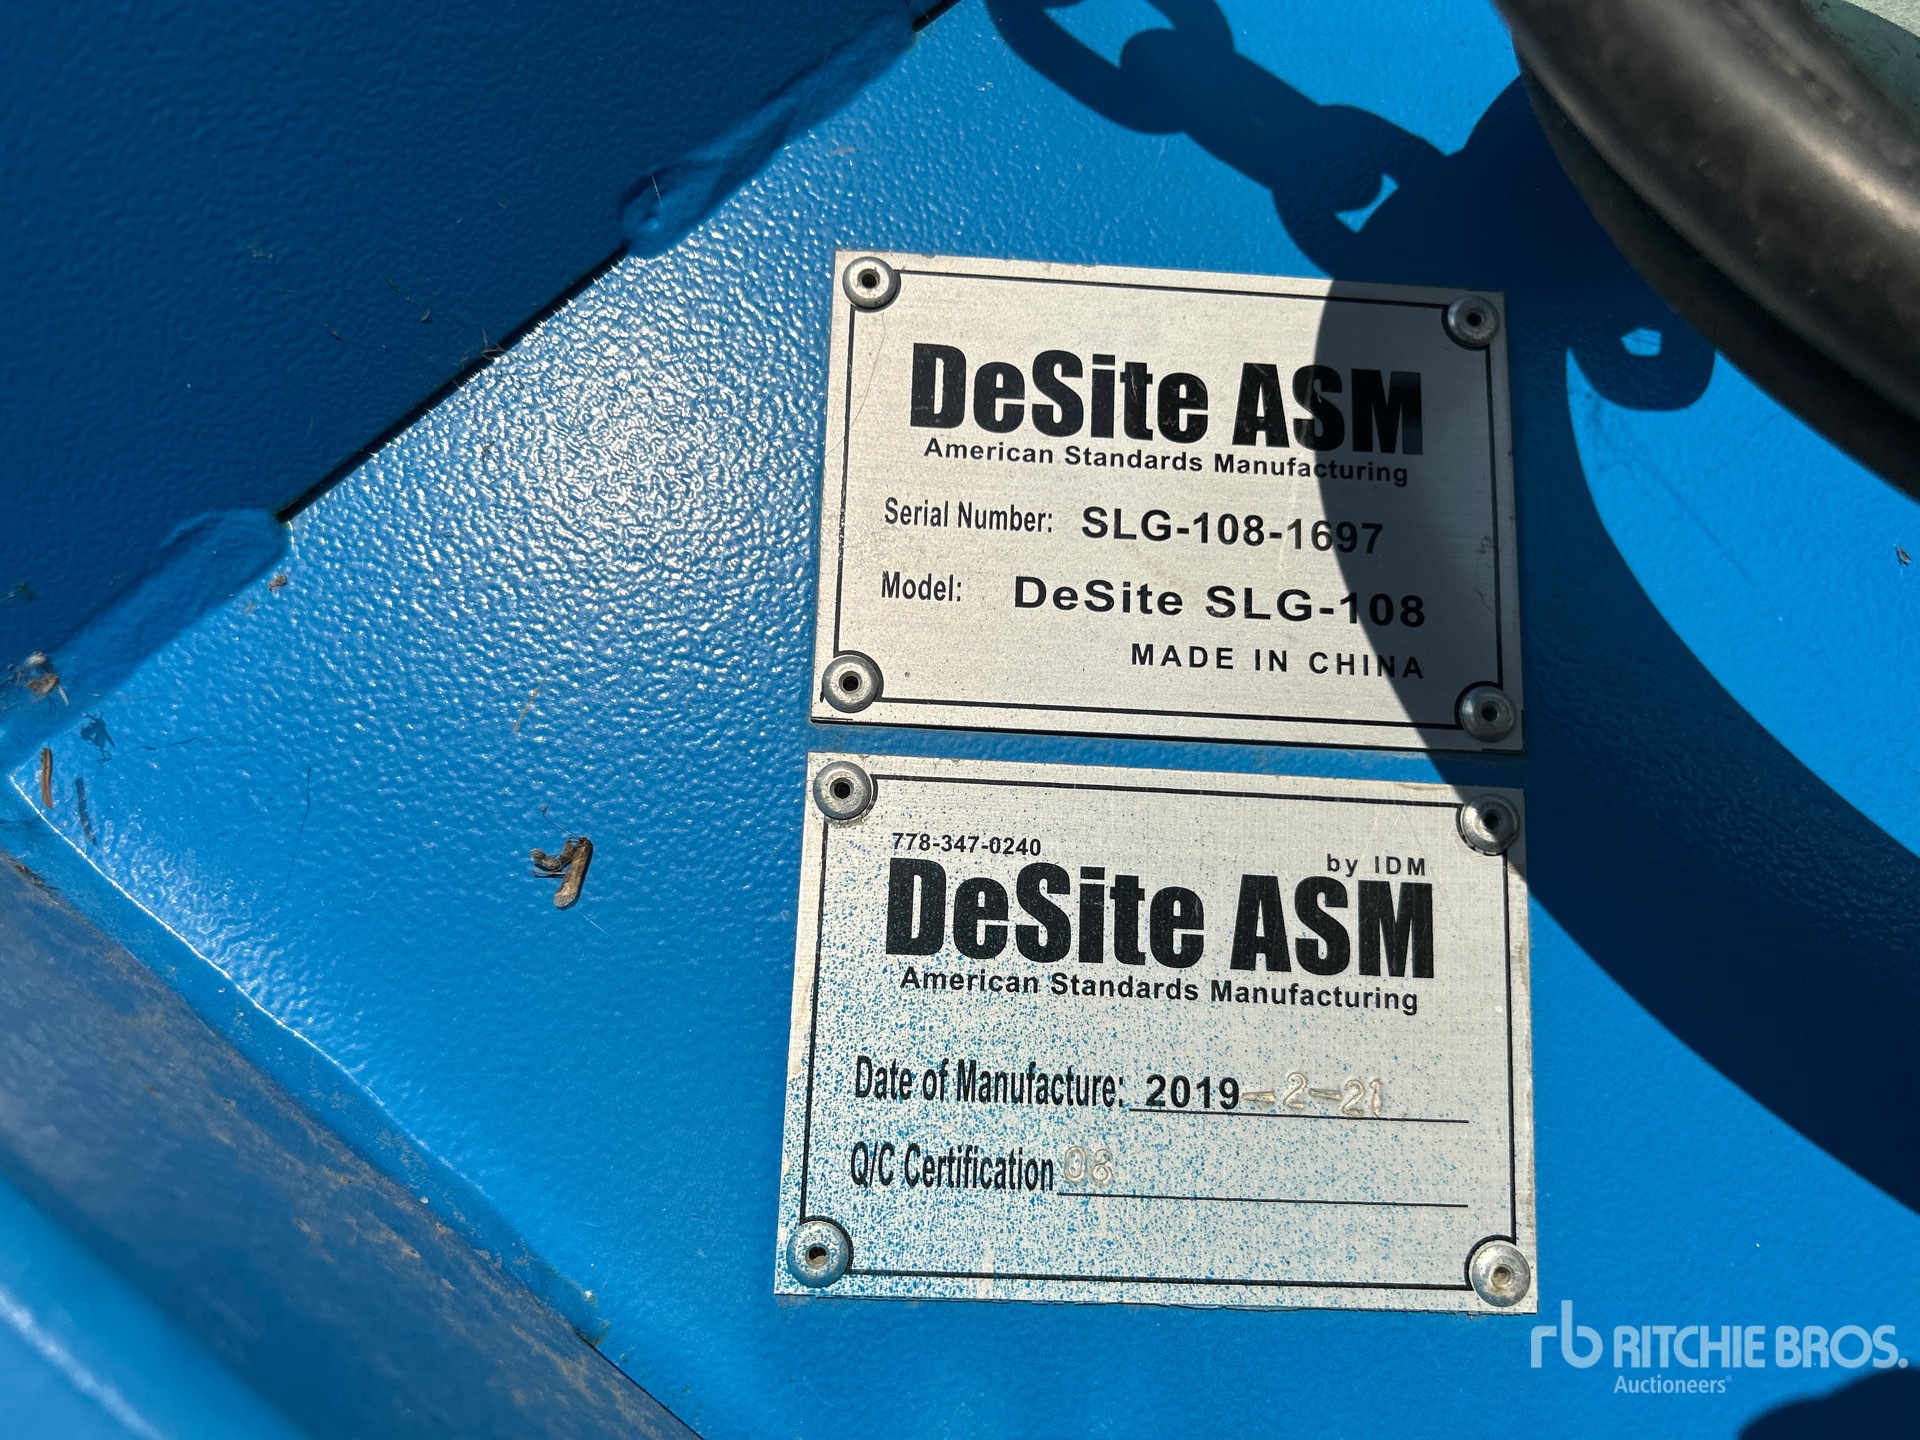 DeSite ASM
American Standards Manufacturing
Serial Number: SLG-108-1697
Model: DeSite SLG-108
MADE IN CHINA
778-347-0240
by IDM
DeSite ASM
American Standards Manufacturing
Date of Manufacture: 2019-2-21
Q/C Certification 08
rb RITCHIE BROS.
Auctioneers